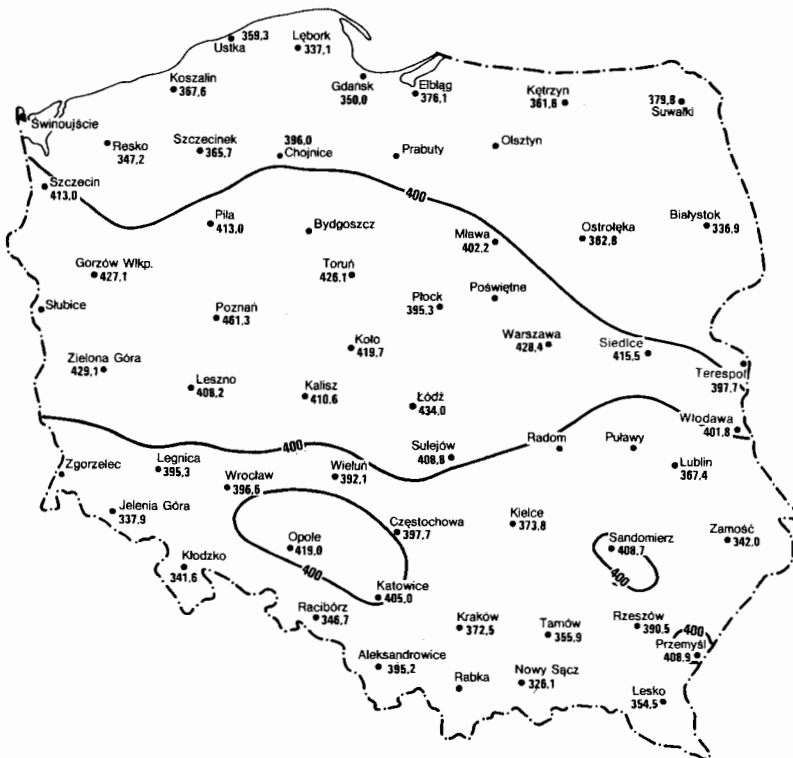 359,3
Ustka
Lębork
337,1
Koszalin
367,6
Gdańsk
350,0
Elbląg
376,1
Kętrzyn
361,8
379,8
Suwałki
Świnoujście
Resko
347,2
Szczecinek
365,7
396,0
Chojnice
Prabuty
Olsztyn
Szczecin
413,0
400
Piła
413,0
Bydgoszcz
Mława
402,2
Ostrołęka
362,8
Białystok
336,9
Gorzów Wlkp.
427,1
Toruń
426,1
Słubice
Poznań
461,3
Płock
395,3
Poświętne
Koło
419,7
Warszawa
428,4
Siedlce
415,5
Terespol
397,7
Zielona Góra
429,1
Leszno
408,2
Kalisz
410,6
Łódź
434,0
Włodawa
401,8
400
Zgorzelec
Legnica
395,3
Wrocław
396,6
Wieluń
392,1
Sulejów
408,8
Radom
Puławy
Lublin
367,4
Jelenia Góra
337,9
Opole
419,0
Częstochowa
397,7
Kielce
373,8
Sandomierz
408,7
Zamość
342,0
Kłodzko
341,6
400
400
Katowice
405,0
Racibórz
346,7
Kraków
372,5
Tarnów
355,9
Rzeszów
390,5
400
Przemyśl
408,9
Aleksandrowice
395,2
Rabka
Nowy Sącz
326,1
Lesko
354,5